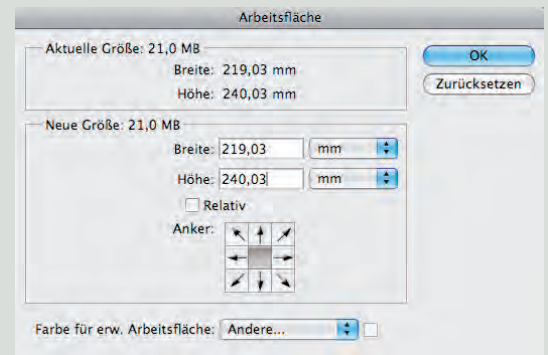 Arbeitsfläche
Aktuelle Größe: 21,0 MB
Breite: 219,03 mm
Höhe: 240,03 mm
OK
Zurücksetzen
Neue Größe: 21,0 MB
Breite: 219,03 mm
Höhe: 240,03 mm
Relativ
Anker:
Farbe für erw. Arbeitsfläche: Andere...